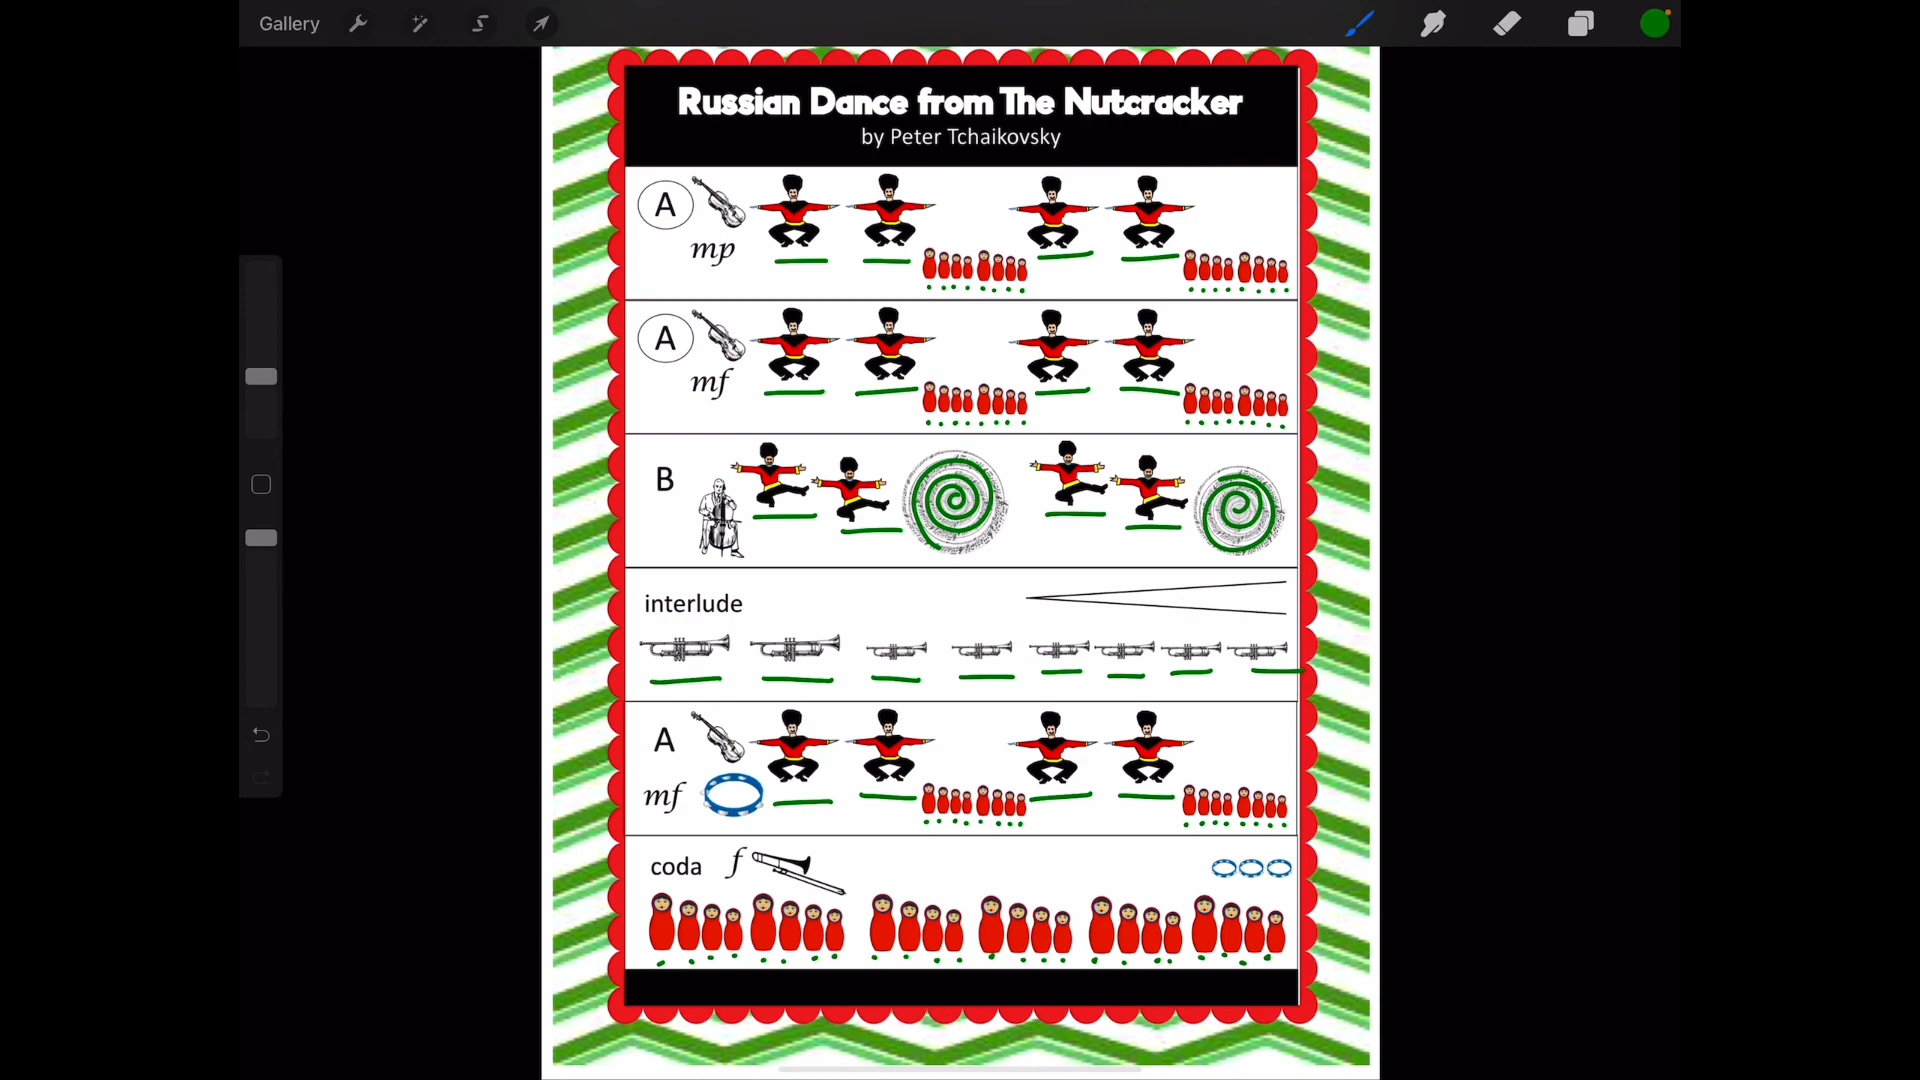 Gallery
Russian Dance from The Nutcracker
by Peter Tchaikovsky
A
mp
A
mf
B
interlude
A
mf
coda f